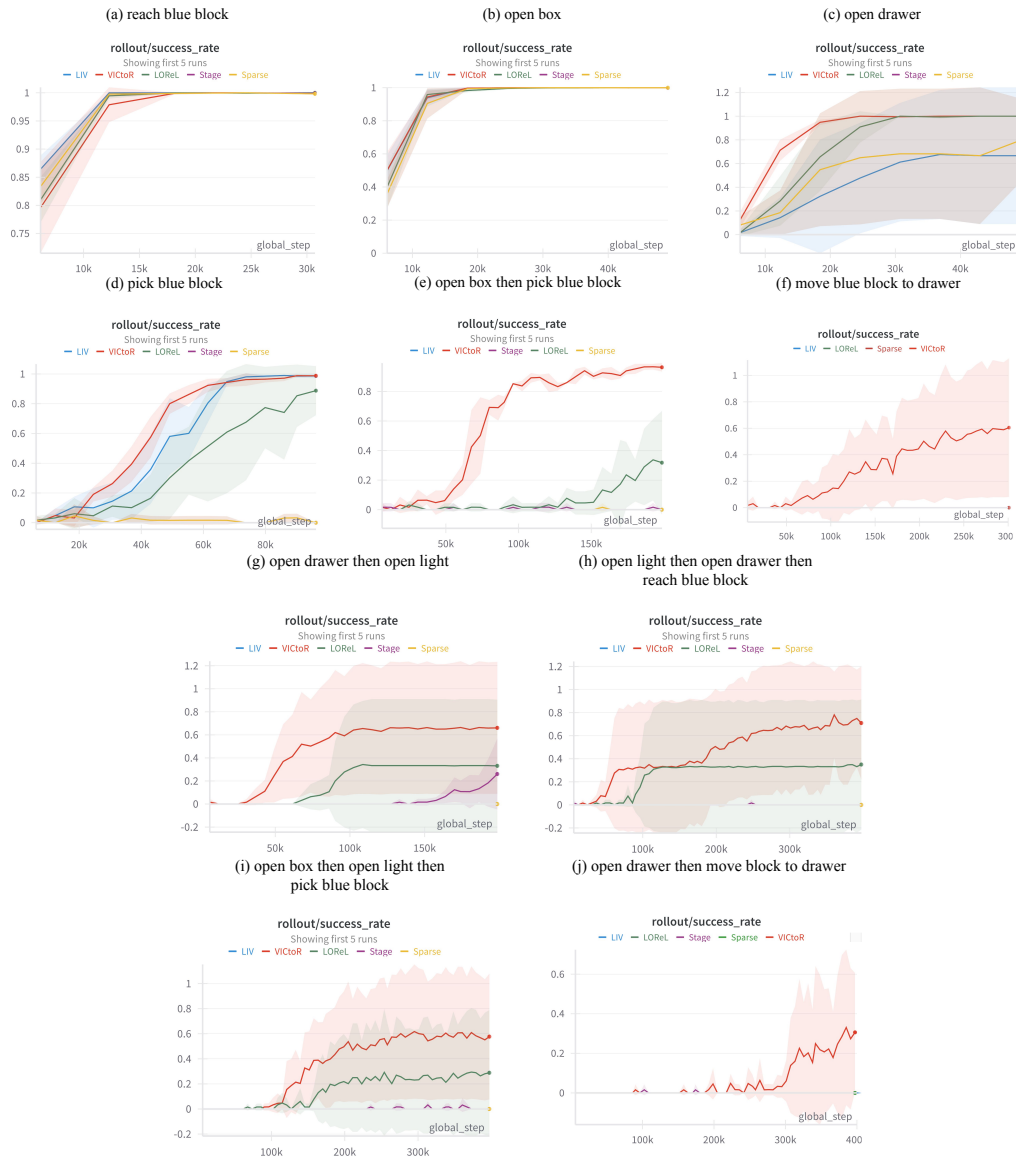 (a) reach blue block
(b) open box
(c) open drawer
rollout/success_rate
Showing first 5 runs
LIV VICtoR LOReL Stage Sparse
1
0.95
0.9
0.85
0.8
0.75
global_step
10k 20k 30k
rollout/success_rate
Showing first 5 runs
LIV VICtoR LOReL Stage Sparse
1
0.8
0.6
0.4
0.2
0
global_step
10k 20k 30k 40k
rollout/success_rate
Showing first 5 runs
LIV VICtoR LOReL Stage Sparse
1.2
1
0.8
0.6
0.4
0.2
0
global_step
10k 20k 30k 40k
(d) pick blue block
(e) open box then pick blue block
(f) move blue block to drawer
rollout/success_rate
Showing first 5 runs
LIV VICtoR LOReL Stage Sparse
1
0.8
0.6
0.4
0.2
0
global_step
20k 40k 60k 80k
rollout/success_rate
Showing first 5 runs
LIV VICtoR Stage LOReL Sparse
0.8
0.6
0.4
0.2
0
global_step
50k 100k 150k
rollout/success_rate
LIV LOReL Sparse VICtoR
1
0.8
0.6
0.4
0.2
0
global_step
50k 100k 150k 200k 250k 300
(g) open drawer then open light
(h) open light then open drawer then
reach blue block
rollout/success_rate
Showing first 5 runs
LIV VICtoR LOReL Stage Sparse
1.2
1
0.8
0.6
0.4
0.2
0
-0.2
global_step
50k 100k 150k
rollout/success_rate
Showing first 5 runs
LIV VICtoR LOReL Stage Sparse
1.2
1
0.8
0.6
0.4
0.2
0
-0.2
global_step
100k 200k 300k
(i) open box then open light then
pick blue block
(j) open drawer then move block to drawer
rollout/success_rate
Showing first 5 runs
LIV VICtoR LOReL Stage Sparse
1
0.8
0.6
0.4
0.2
0
-0.2
global_step
100k 200k 300k
rollout/success_rate
LIV LOReL Stage Sparse VICtoR
0.6
0.4
0.2
0
global_step
100k 200k 300k 400